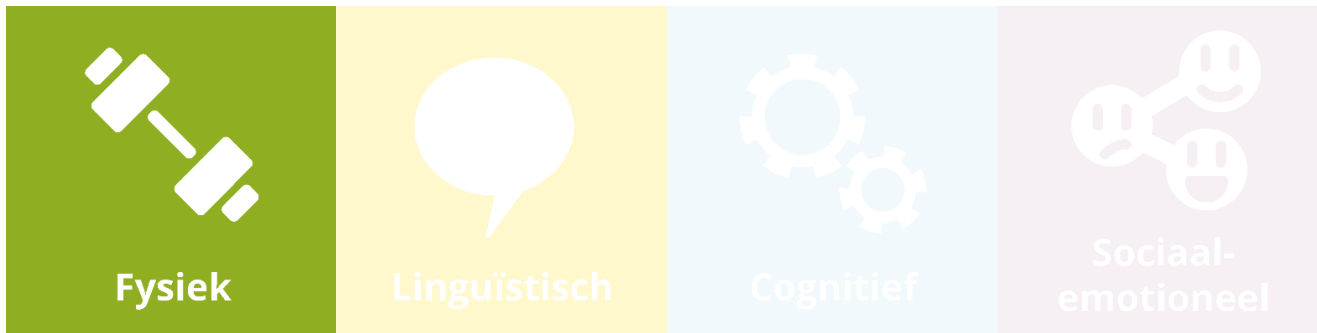 Fysiek
Linguïstisch
Cognitief
Sociaal-
emotioneel